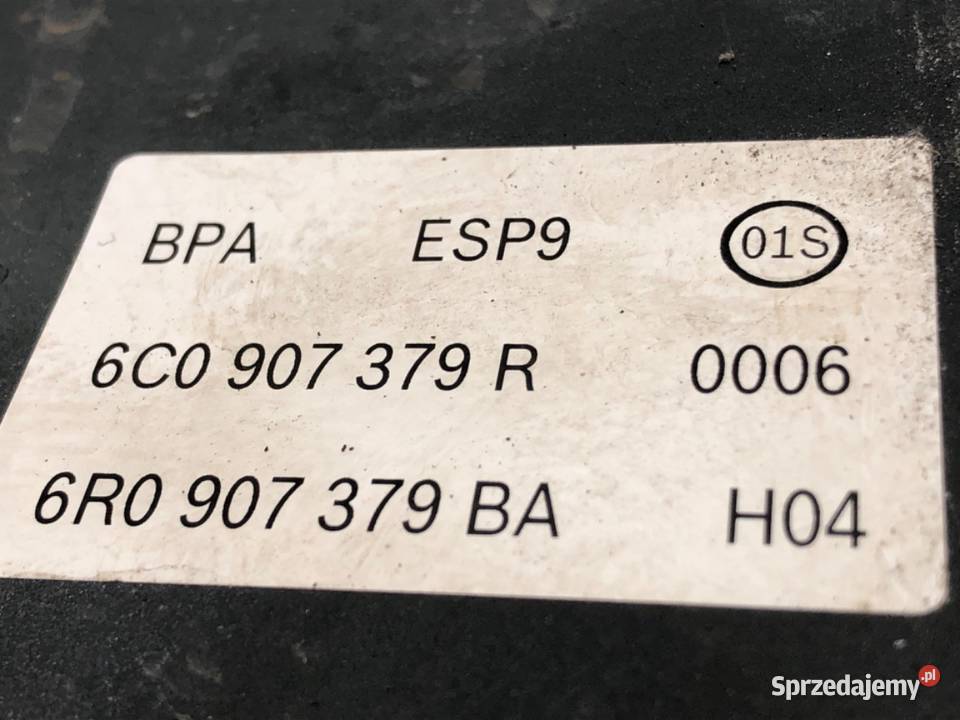 BPA ESP9 01S
6C0 907 379 R 0006
6R0 907 379 BA H04
Sprzedajemy.pl